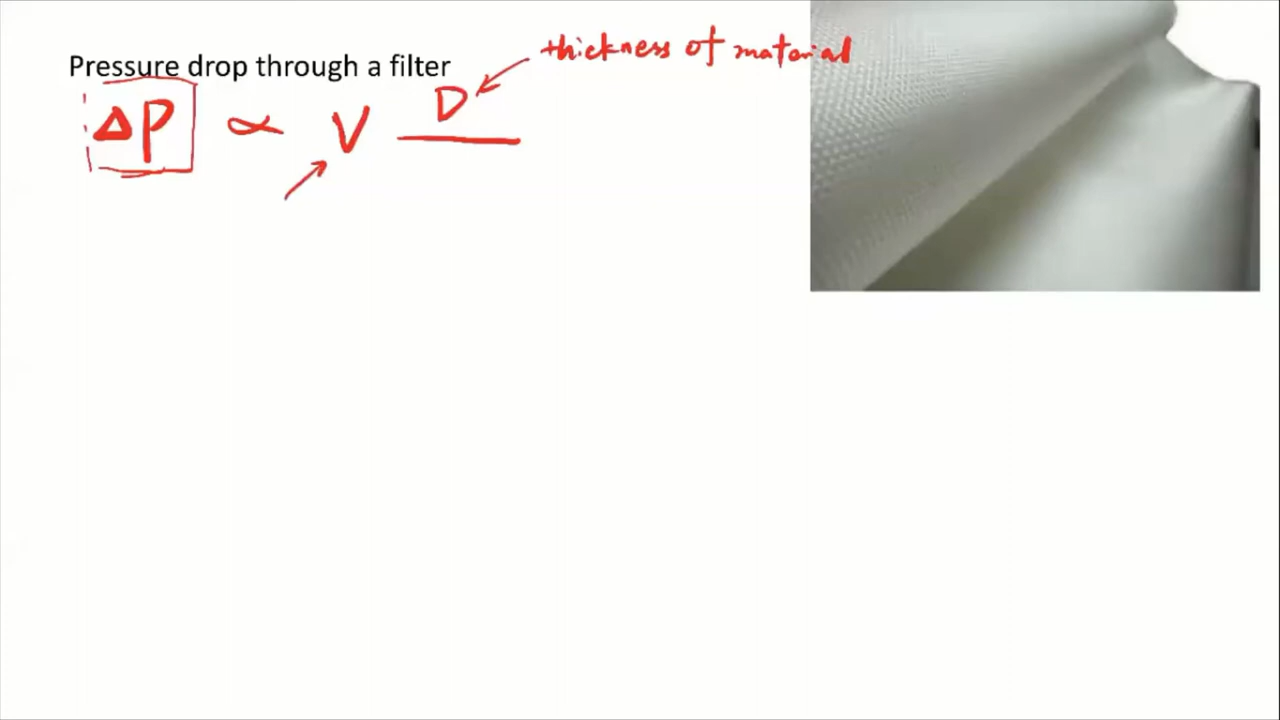 thickness of material
Pressure drop through a filter
ΔP ∝ V D